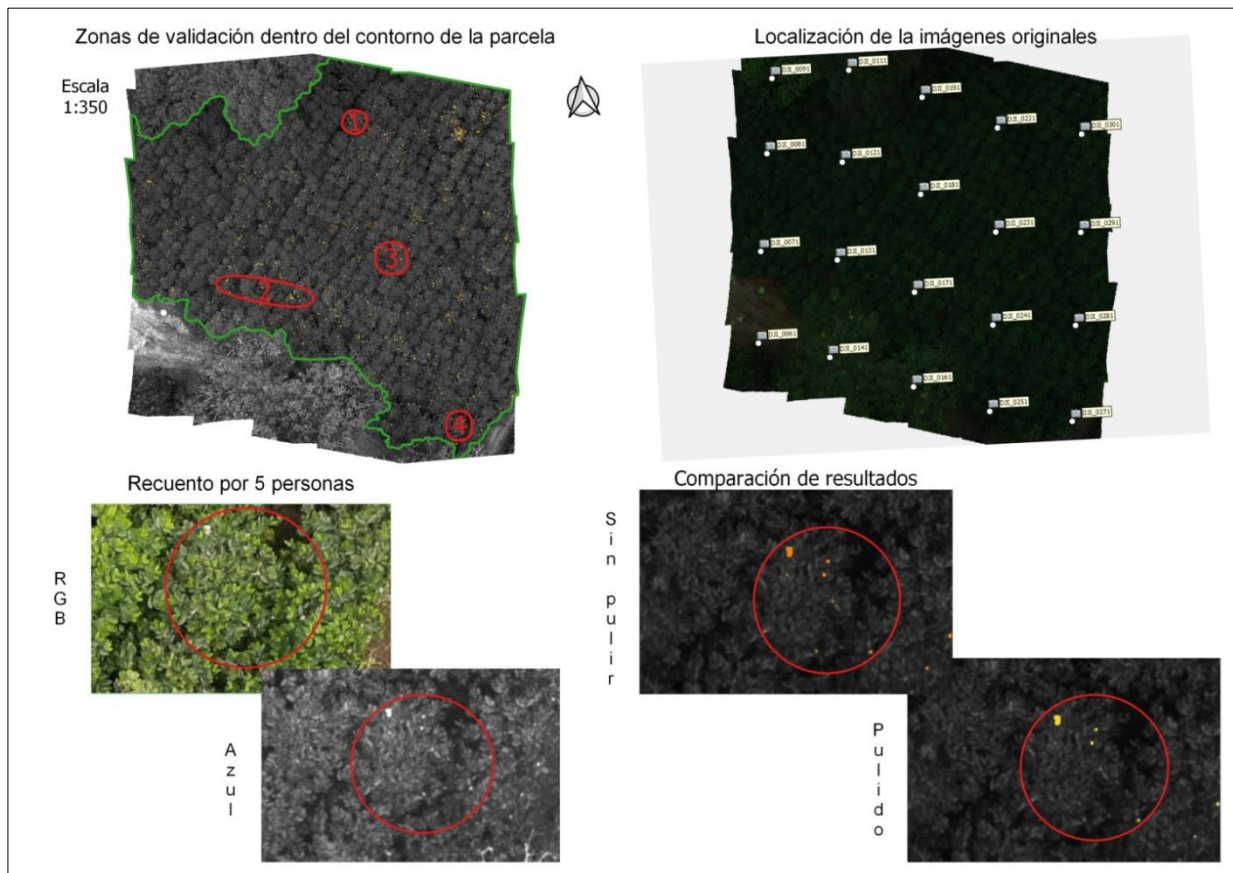 Zonas de validación dentro del contorno de la parcela
Escala
1:350
1
2
3
4
Localización de la imágenes originales
DJI_0091
DJI_0111
DJI_0191
DJI_0221
DJI_0301
DJI_0081
DJI_0121
DJI_0181
DJI_0231
DJI_0291
DJI_0071
DJI_0131
DJI_0171
DJI_0241
DJI_0281
DJI_0061
DJI_0141
DJI_0161
DJI_0251
DJI_0271
Recuento por 5 personas
RGB
Azul
Comparación de resultados
Sin pulir
Pulido